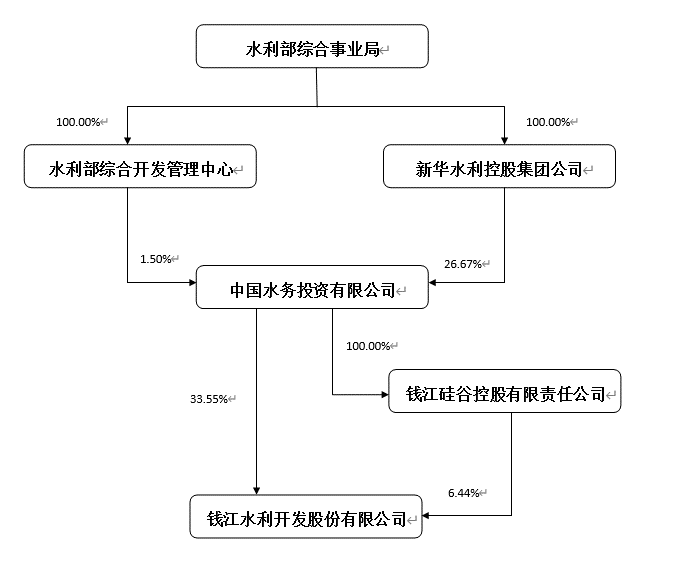 水利部综合事业局
100.00%
100.00%
水利部综合开发管理中心
新华水利控股集团公司
1.50%
26.67%
中国水务投资有限公司
100.00%
33.55%
钱江硅谷控股有限责任公司
6.44%
钱江水利开发股份有限公司